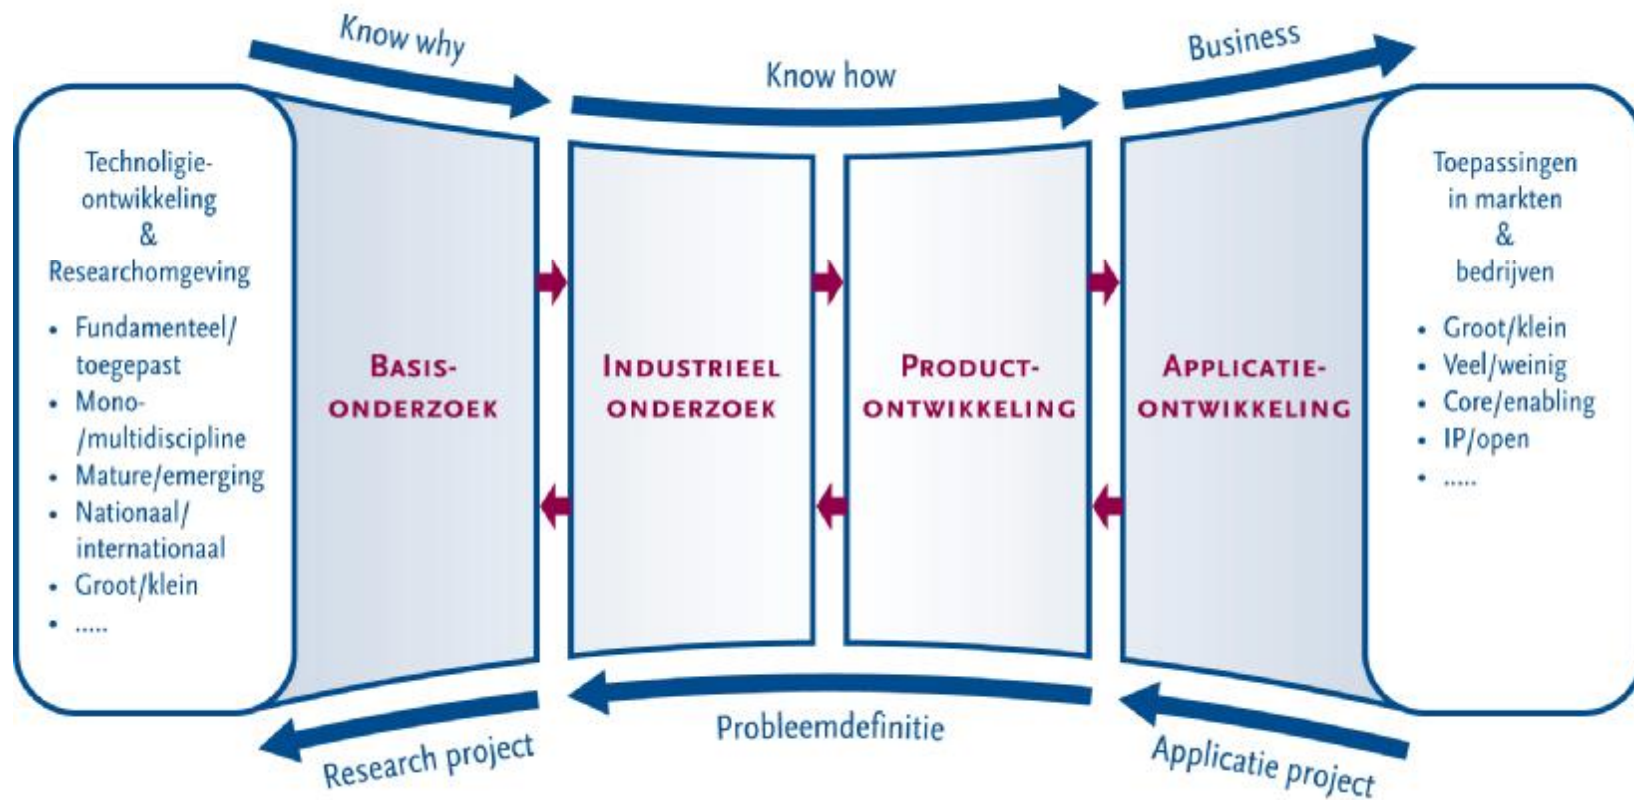 Know why
Know how
Business
Technoligie-
ontwikkeling
&
Researchomgeving
• Fundamenteel/
toegepast
• Mono-
/multidiscipline
• Mature/emerging
• Nationaal/
internationaal
• Groot/klein
• .....
BASIS-
ONDERZOEK
INDUSTRIEEL
ONDERZOEK
PRODUCT-
ONTWIKKELING
APPLICATIE-
ONTWIKKELING
Toepassingen
in markten
&
bedrijven
• Groot/klein
• Veel/weinig
• Core/enabling
• IP/open
• .....
Research project
Probleemdefinitie
Applicatie project